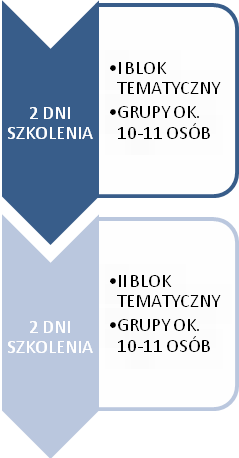 2 DNI
SZKOLENIA
•I BLOK
TEMATYCZNY
•GRUPY OK.
10-11 OSÓB
2 DNI
SZKOLENIA
•II BLOK
TEMATYCZNY
•GRUPY OK.
10-11 OSÓB